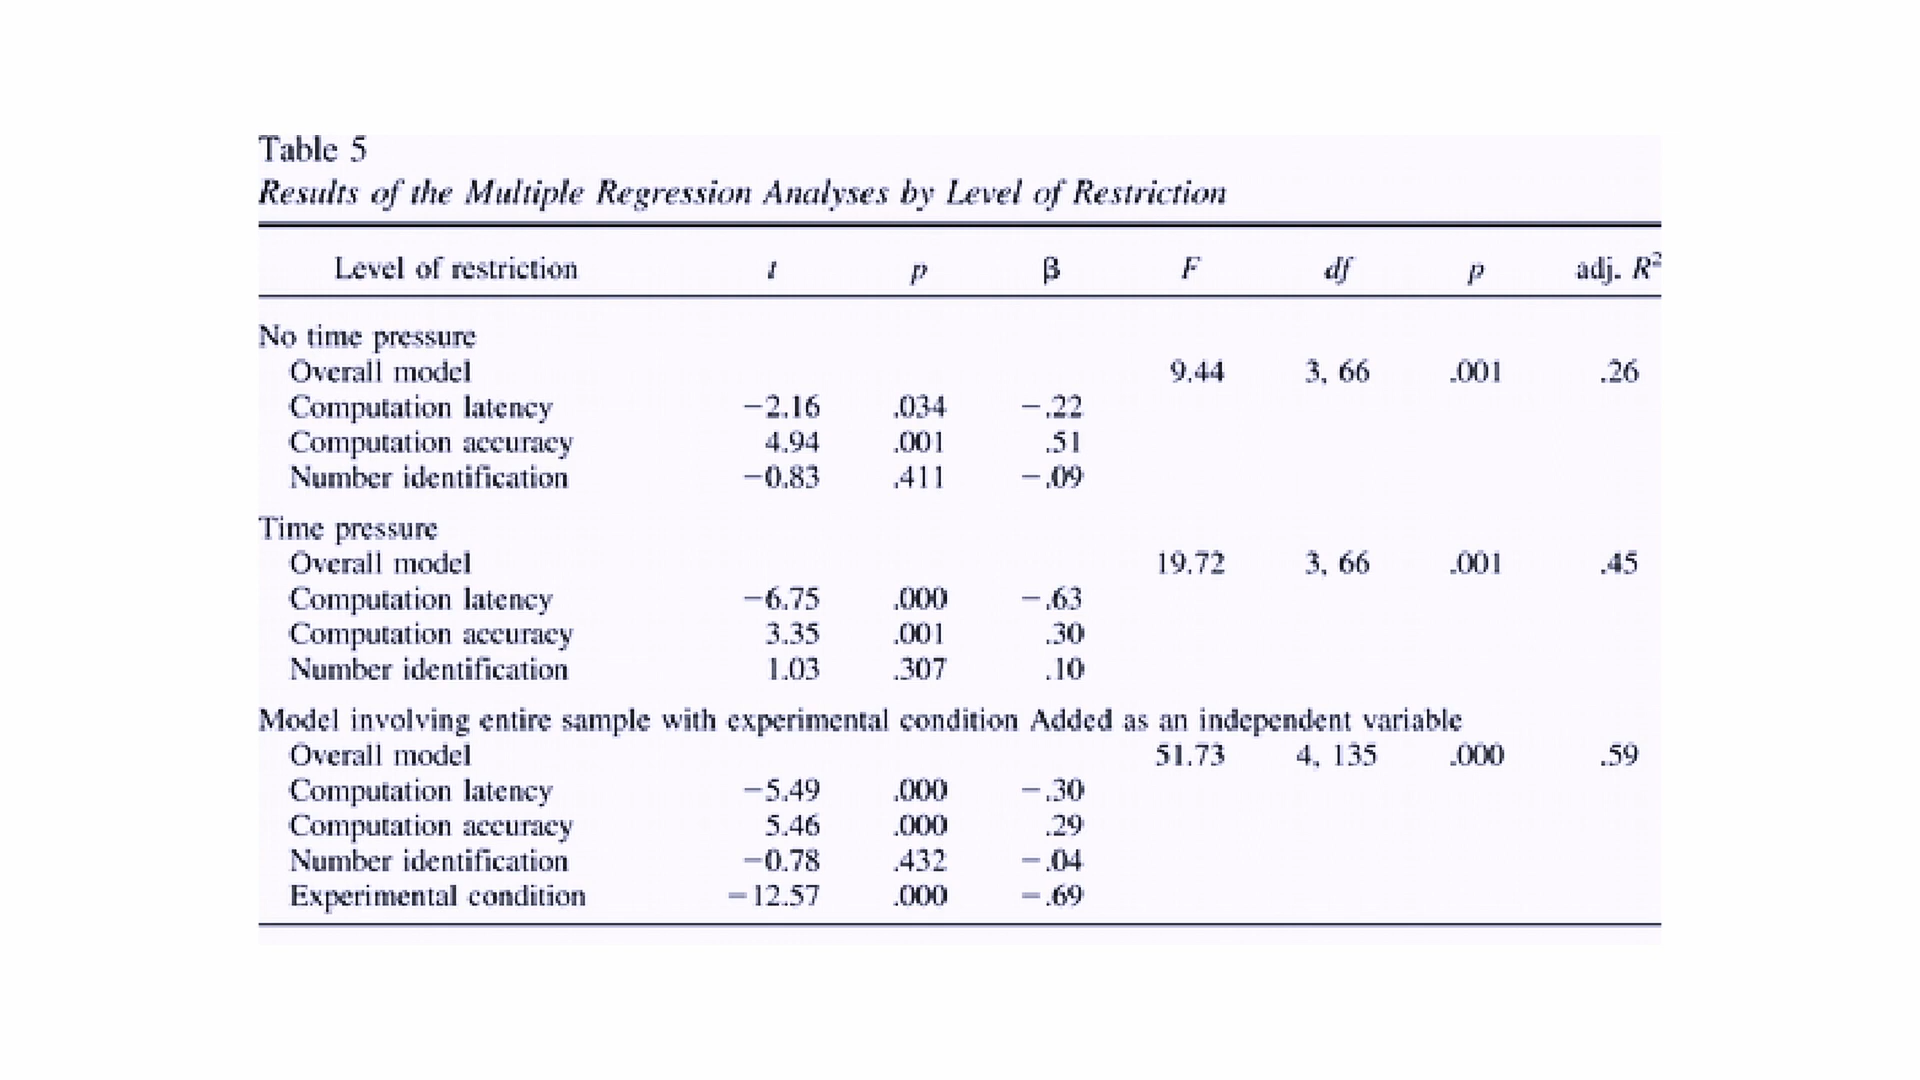 Table 5
Results of the Multiple Regression Analyses by Level of Restriction
Level of restriction t p β F df p adj. R²
No time pressure
Overall model 9.44 3, 66 .001 .26
Computation latency −2.16 .034 −.22
Computation accuracy 4.94 .001 .51
Number identification −0.83 .411 −.09
Time pressure
Overall model 19.72 3, 66 .001 .45
Computation latency −6.75 .000 −.63
Computation accuracy 3.35 .001 .30
Number identification 1.03 .307 .10
Model involving entire sample with experimental condition Added as an independent variable
Overall model 51.73 4, 135 .000 .59
Computation latency −5.49 .000 −.30
Computation accuracy 5.46 .000 .29
Number identification −0.78 .432 −.04
Experimental condition −12.57 .000 −.69